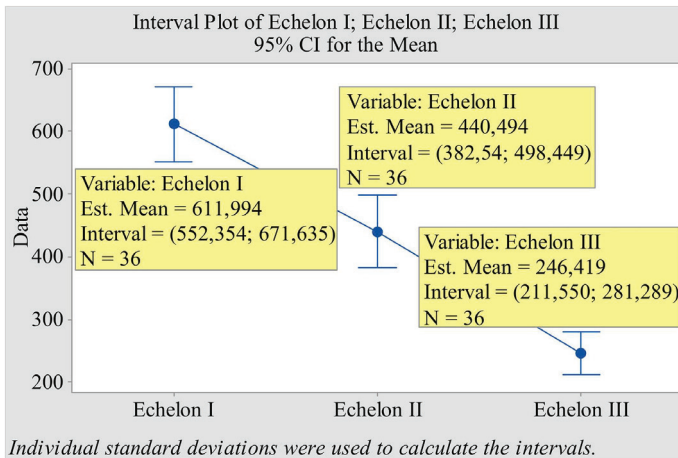 Interval Plot of Echelon I; Echelon II; Echelon III
95% CI for the Mean
700
600
500
400
300
200
Data
Variable: Echelon I
Est. Mean = 611,994
Interval = (552,354; 671,635)
N = 36
Variable: Echelon II
Est. Mean = 440,494
Interval = (382,54; 498,449)
N = 36
Variable: Echelon III
Est. Mean = 246,419
Interval = (211,550; 281,289)
N = 36
Echelon I
Echelon II
Echelon III
Individual standard deviations were used to calculate the intervals.